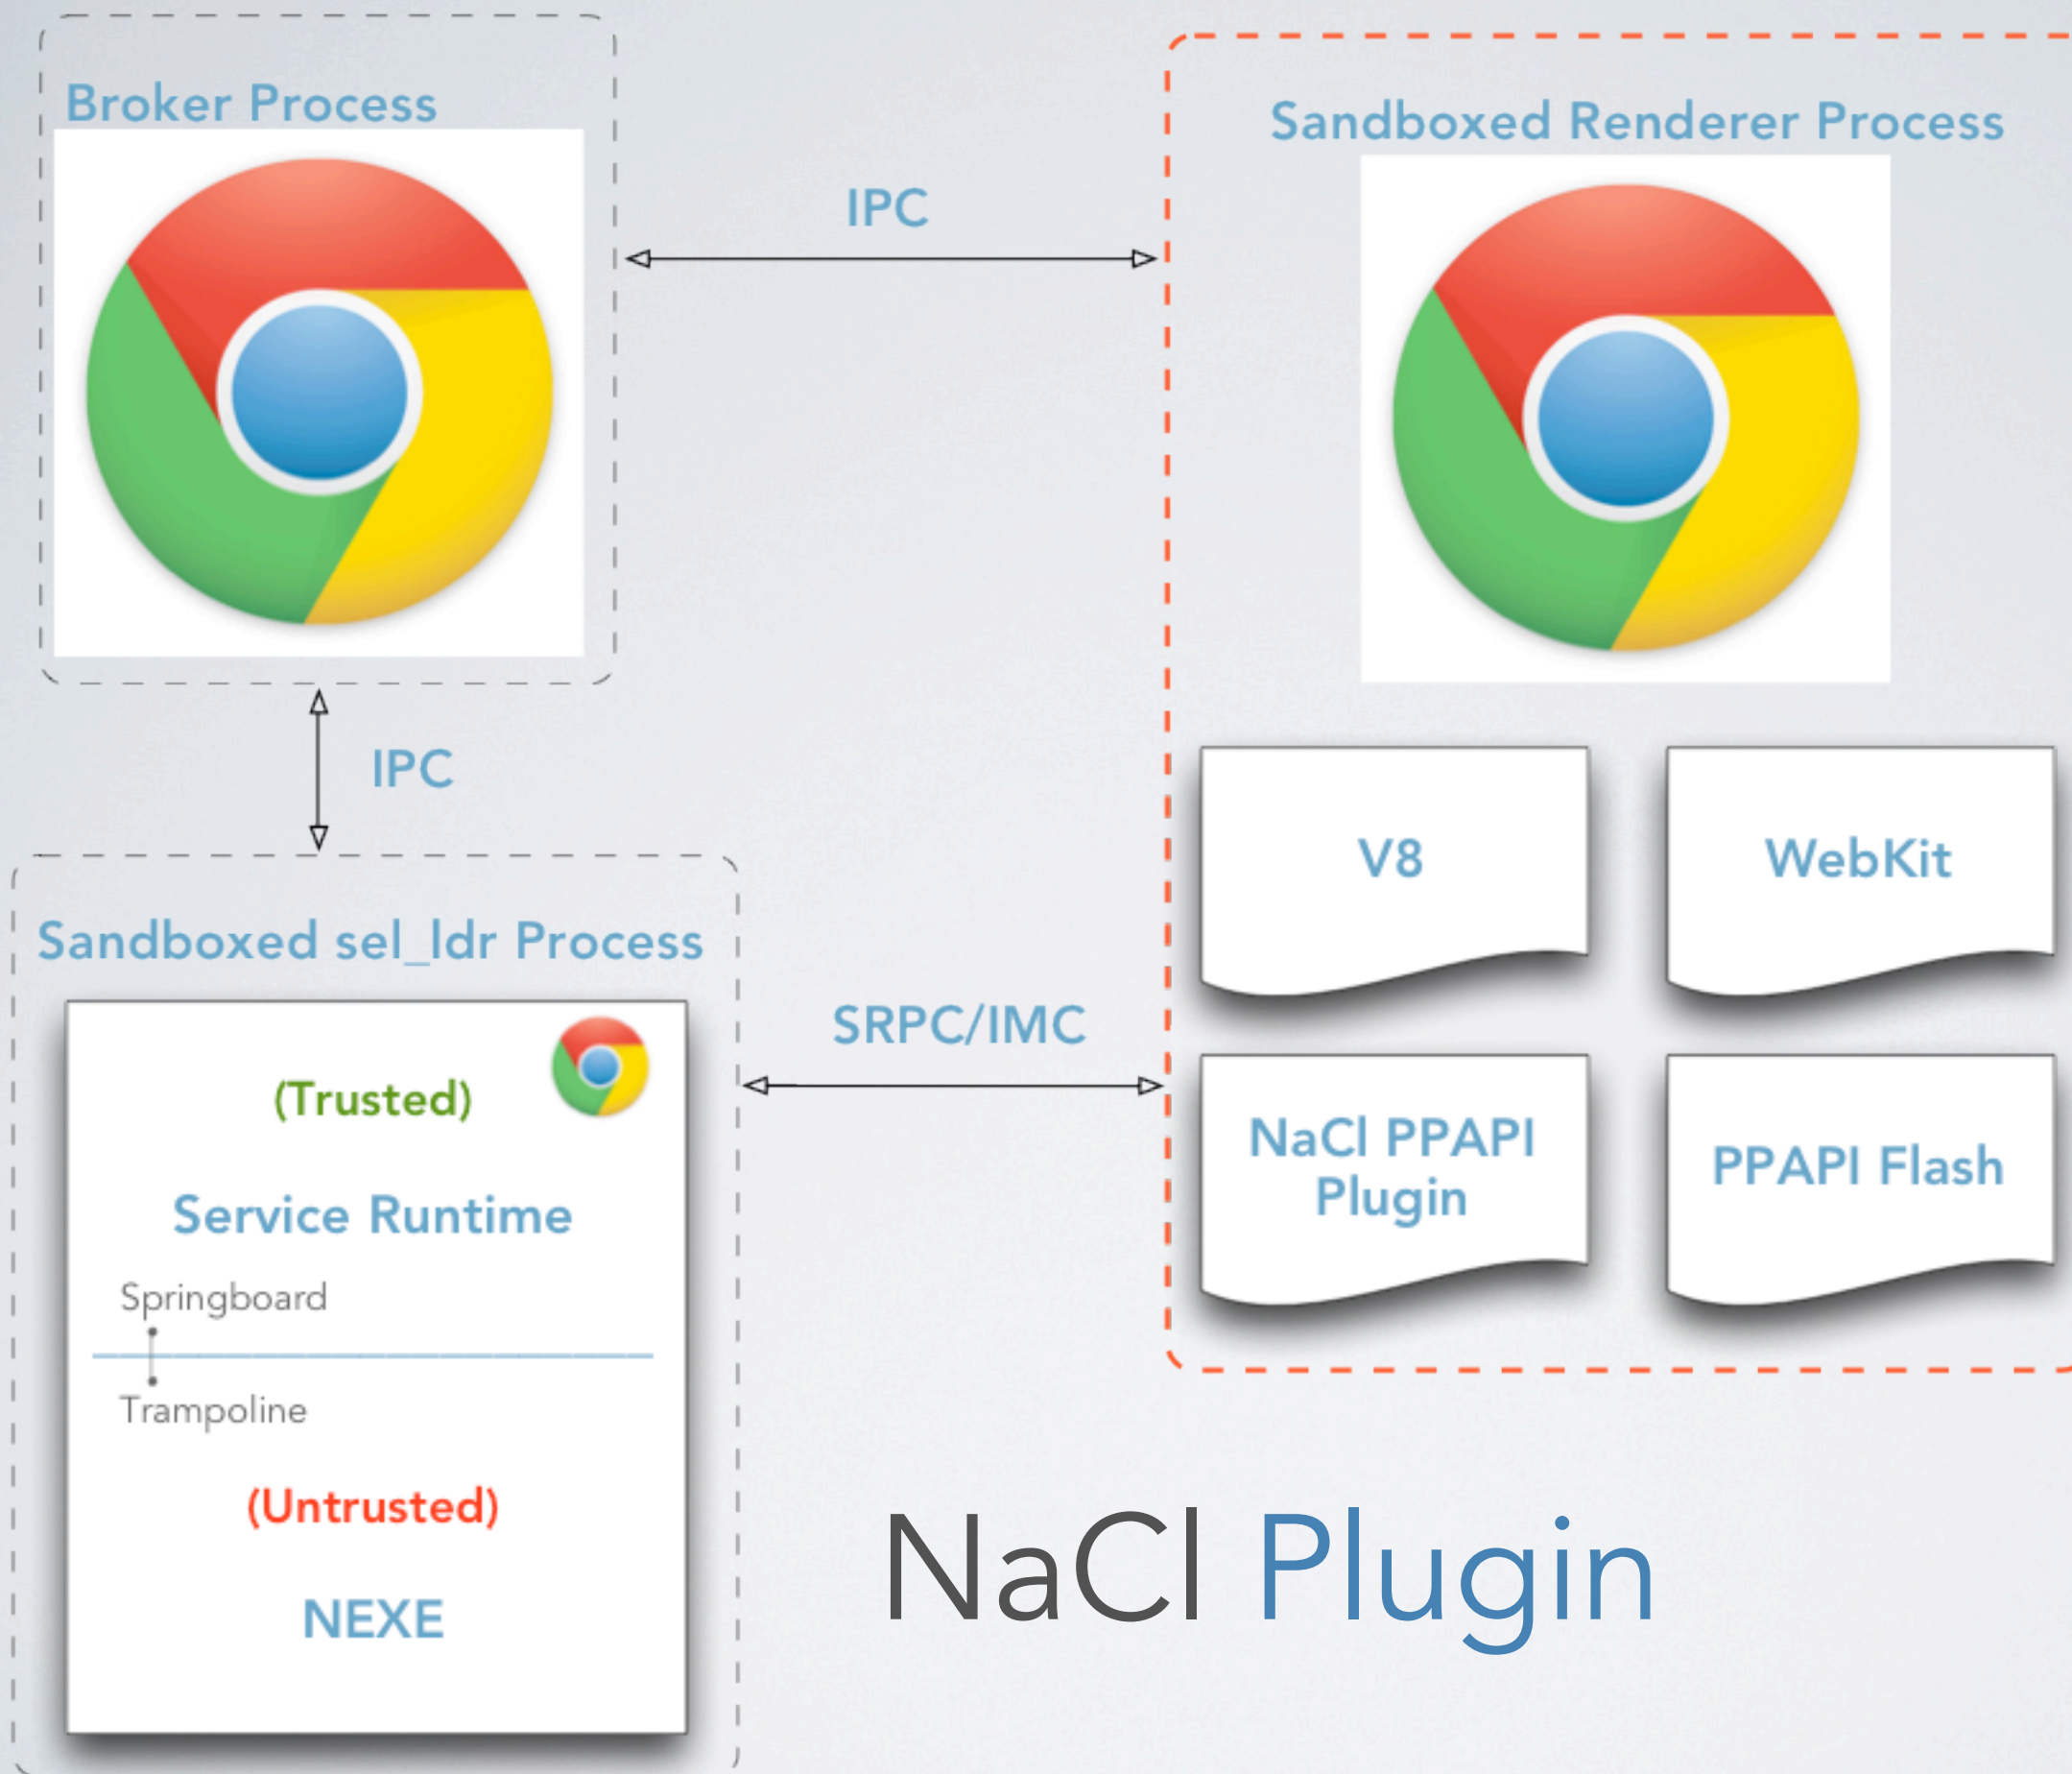 Broker Process
Sandboxed Renderer Process
IPC
IPC
V8
WebKit
Sandboxed sel_ldr Process
SRPC/IMC
(Trusted)
Service Runtime
Springboard
Trampoline
(Untrusted)
NEXE
NaCl PPAPI
Plugin
PPAPI Flash
NaCl Plugin